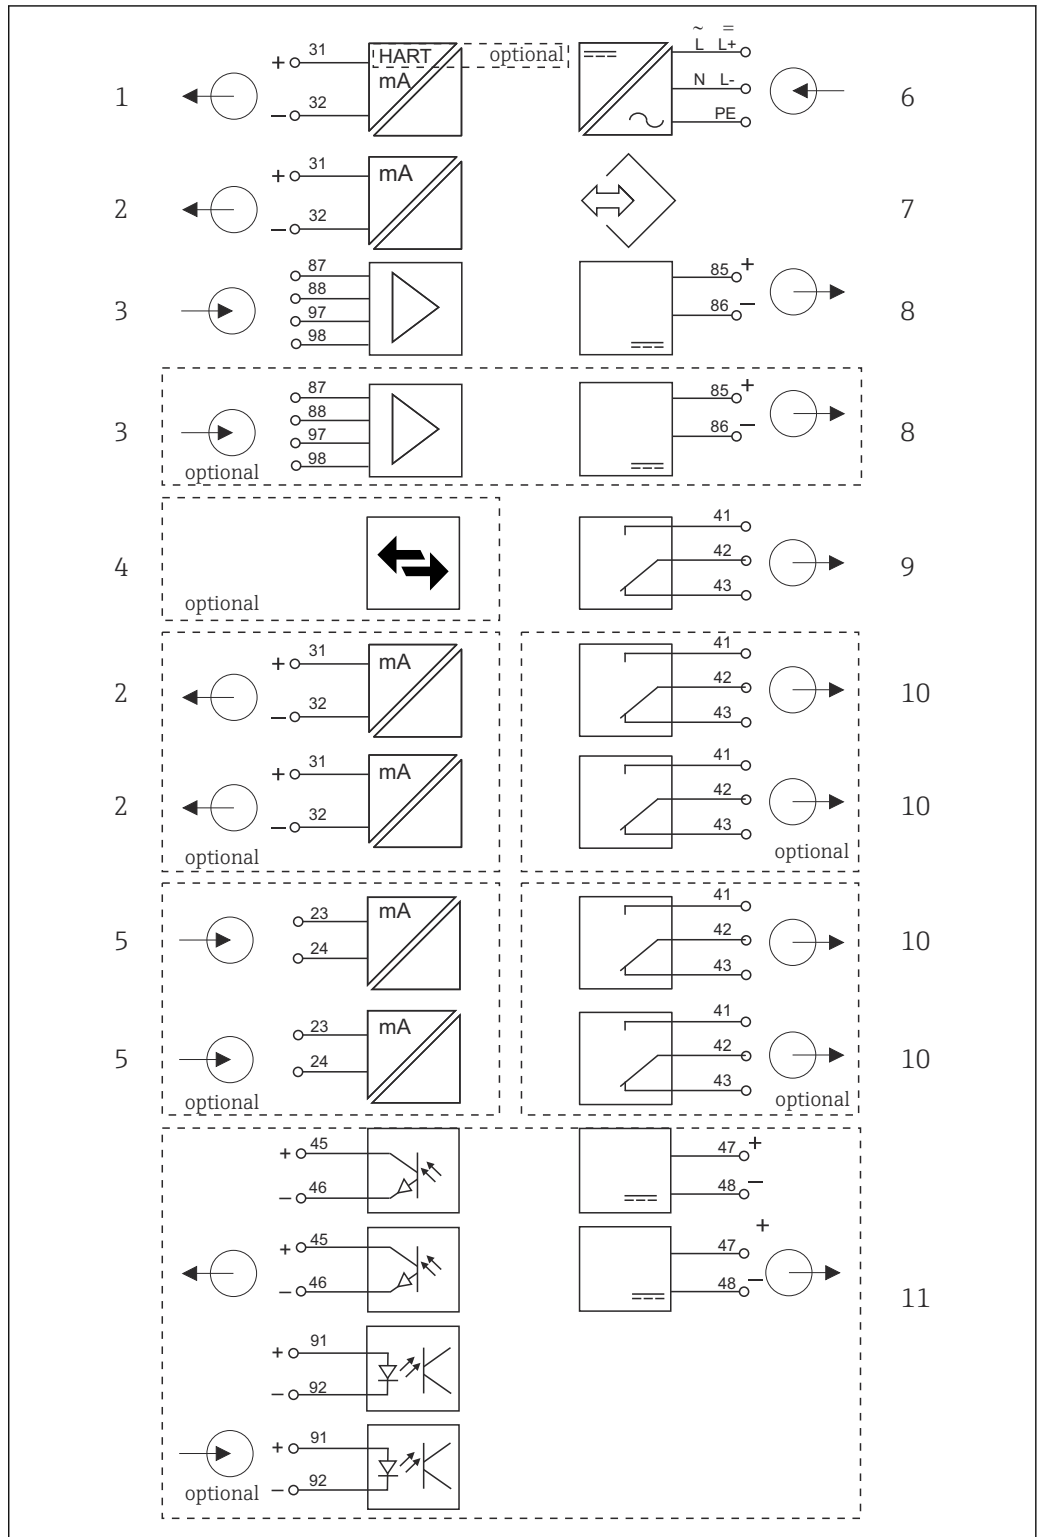 ~ =
1 + 31 HART optional L L+ 6
mA
− 32 N L-
PE
2 + 31 mA 7
− 32
3 87 85 + 8
88
97 86 −
98
3 87 85 + 8
88
97 86 −
98
optional
4 41 9
42
optional 43
2 + 31 mA 41 10
42
− 32 43
2 + 31 mA 41 10
42
− 32 43
optional optional
5 23 mA 41 10
24 42
43
5 23 mA 41 10
24 42
43
optional optional
+ 45 47 +
− 46 48 −
+ 45 47 +
− 46 48 − 11
+ 91
− 92
+ 91
optional − 92